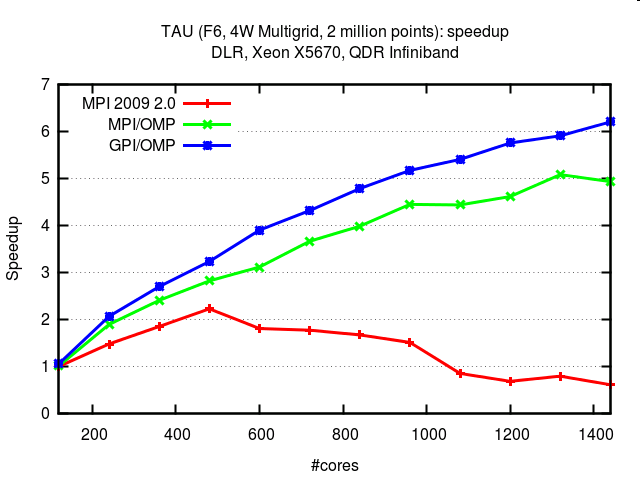 TAU (F6, 4W Multigrid, 2 million points): speedup
DLR, Xeon X5670, QDR Infiniband
7
6
5
4
3
2
1
0
MPI 2009 2.0
MPI/OMP
GPI/OMP
Speedup
200 400 600 800 1000 1200 1400
#cores